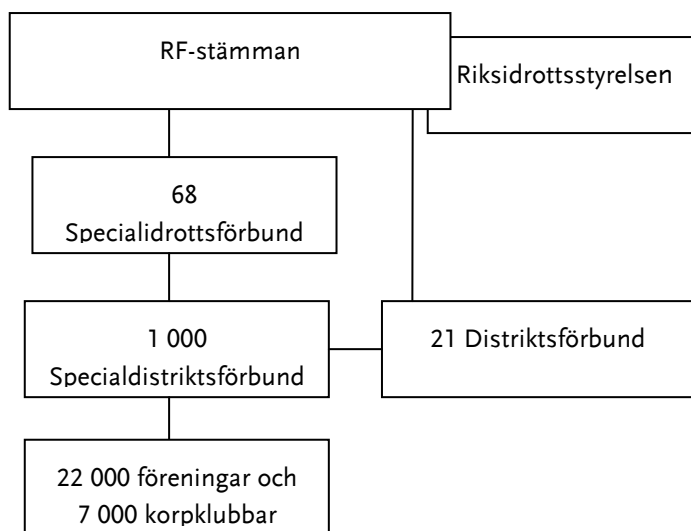 RF-stämman
Riksidrottsstyrelsen
68
Specialidrottsförbund
1 000
Specialdistriktsförbund
21 Distriktsförbund
22 000 föreningar och
7 000 korpklubbar